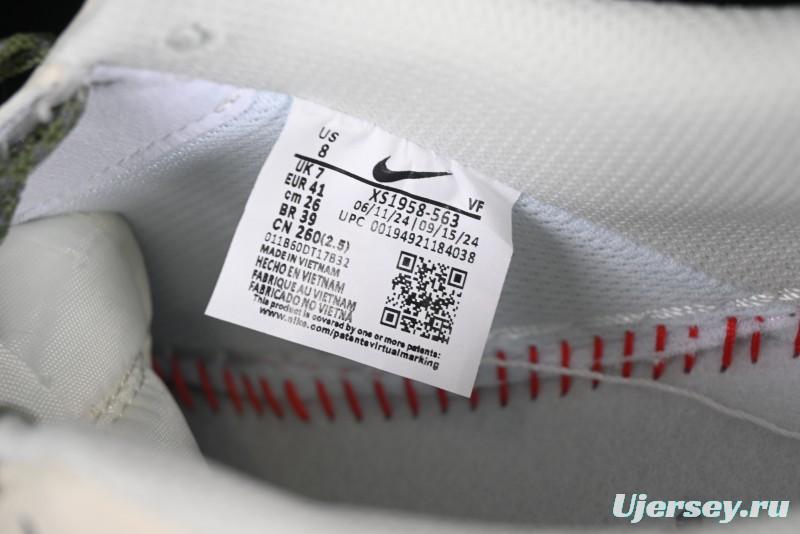 US
8
UK 7
EUR 41
cm 26
BR 39
CN 260(2.5)
VF
XS1958-563
06/11/24|09/15/24
UPC 00194921184038
011B60DT17B32
MADE IN VIETNAM
HECHO EN VIETNAM
FABRIQUE AU VIETNAM
FABRICADO NO VIETNA
This product is covered by one or more patents:
www.nike.com/patentsvirtualmarking
Ujersey.ru